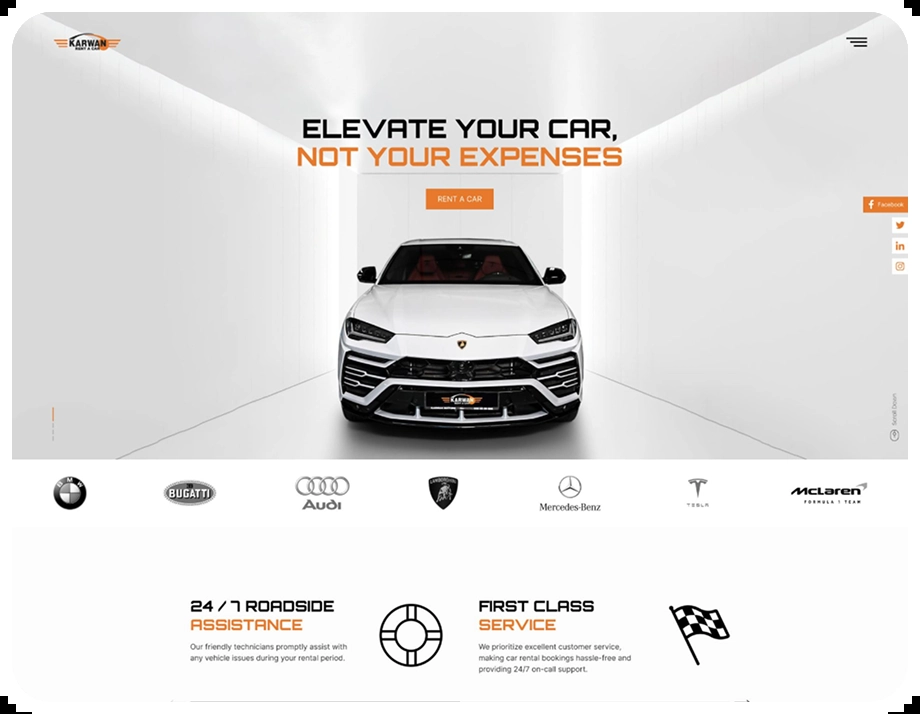 KARWAN
RENT A CAR
ELEVATE YOUR CAR,
NOT YOUR EXPENSES
RENT A CAR
Facebook
KARWAN
Scroll Down
BMW
BUGATTI
Audi
LAMBORGHINI
Mercedes-Benz
TESLA
McLaren
FORMULA 1 TEAM
24 / 7 ROADSIDE
ASSISTANCE
Our friendly technicians promptly assist with
any vehicle issues during your rental period.
FIRST CLASS
SERVICE
We prioritize excellent customer service,
making car rental bookings hassle-free and
providing 24/7 on-call support.